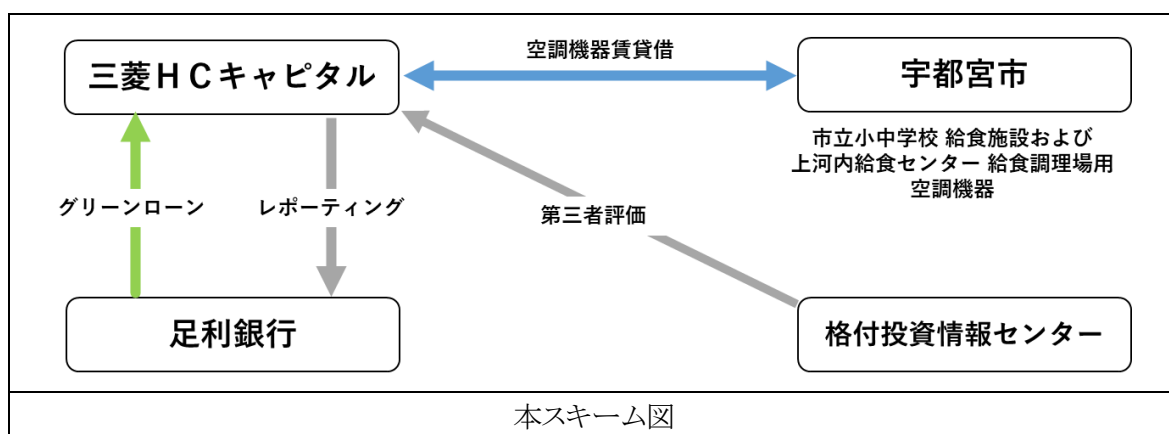 三菱HCキャピタル
空調機器賃貸借
宇都宮市
市立小中学校 給食施設および
上河内給食センター 給食調理場用
空調機器
グリーンローン
レポーティング
第三者評価
足利銀行
格付投資情報センター
本スキーム図